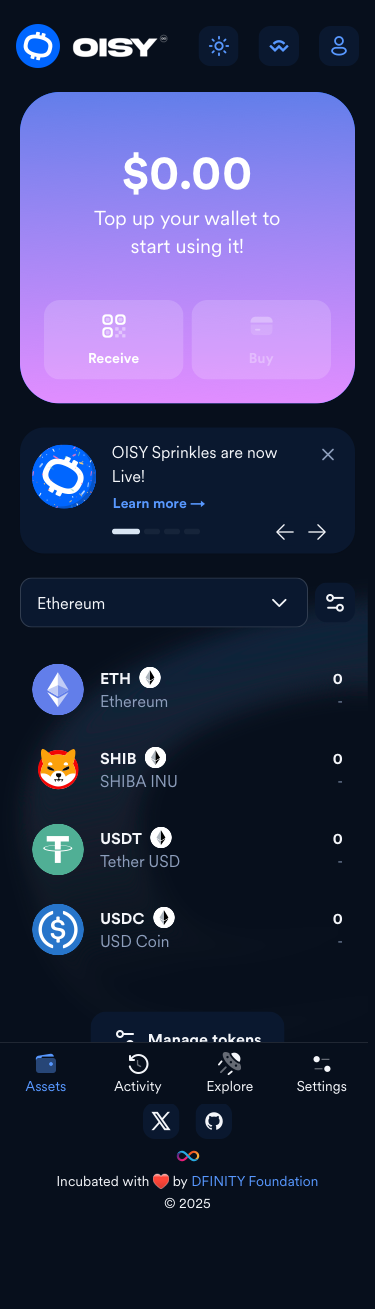 OISY
$0.00
Top up your wallet to
start using it!
Receive
Buy
OISY Sprinkles are now
Live!
Learn more →
Ethereum
ETH
0
Ethereum
-
SHIB
0
SHIBA INU
-
USDT
0
Tether USD
-
USDC
0
USD Coin
-
Manage tokens
Assets
Activity
Explore
Settings
Incubated with ❤️ by DFINITY Foundation
© 2025